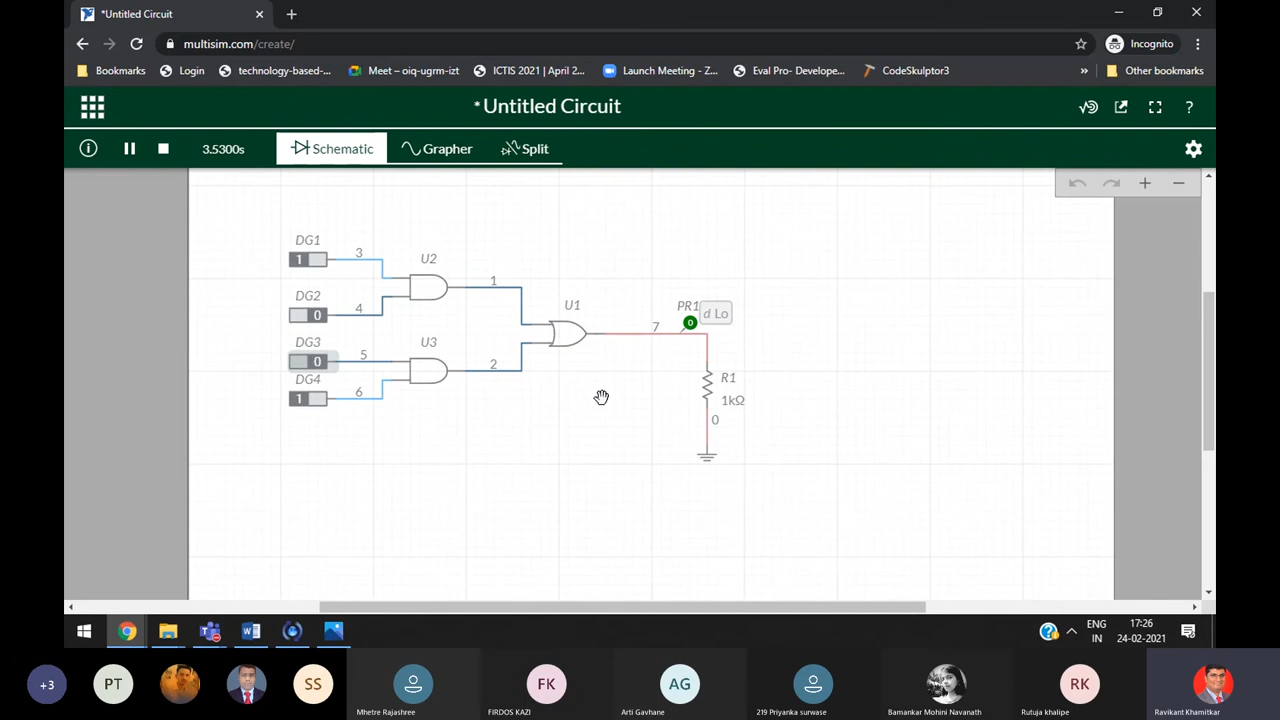 *Untitled Circuit
multisim.com/create/
Incognito
Bookmarks
Login
technology-based-...
Meet – oiq-ugrm-izt
ICTIS 2021 | April 2...
Launch Meeting - Z...
Eval Pro- Develope...
CodeSkulptor3
»
Other bookmarks
*Untitled Circuit
?
3.5300s
Schematic
Grapher
Split
DG1
1
3
U2
DG2
0
4
1
DG3
0
5
U3
DG4
1
6
2
U1
7
PR1
0
d Lo
R1
1kΩ
0
ENG
IN
17:26
24-02-2021
+3
PT
SS
Mhetre Rajashree
FK
FIRDOS KAZI
AG
Arti Gavhane
219 Priyanka surwase
Bamankar Mohini Navanath
RK
Rutuja khalipe
Ravikant Khamitkar